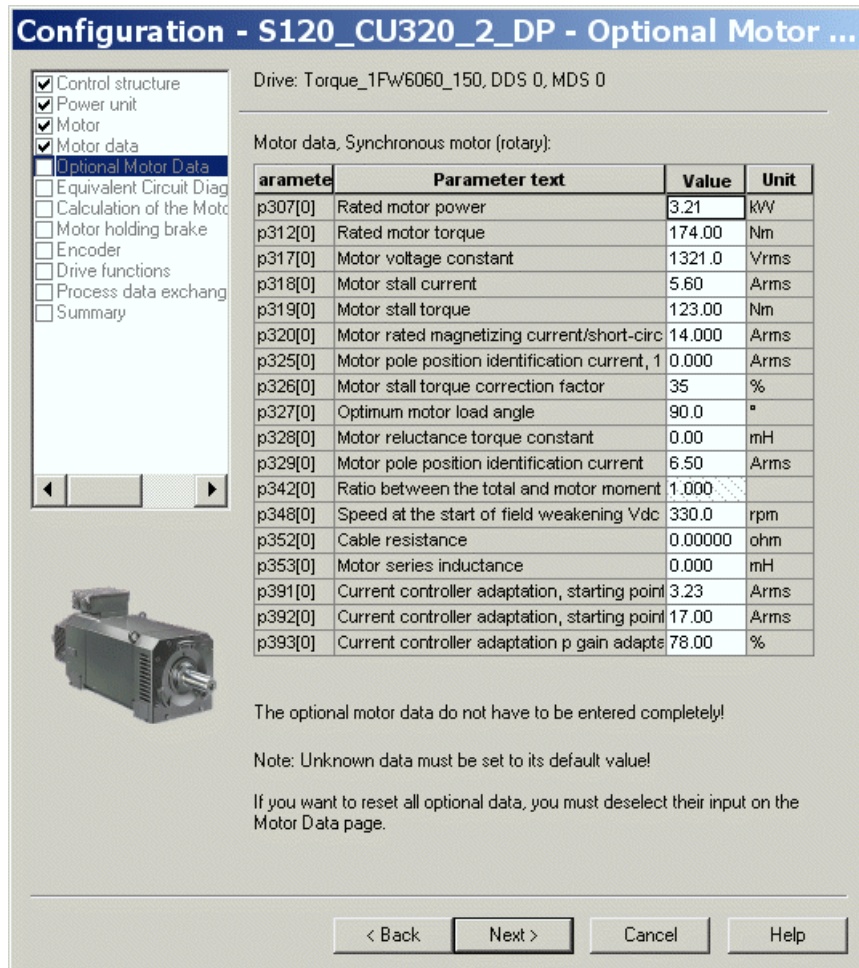 Configuration - S120_CU320_2_DP - Optional Motor ...
Control structure
Power unit
Motor
Motor data
Optional Motor Data
Equivalent Circuit Diag
Calculation of the Moto
Motor holding brake
Encoder
Drive functions
Process data exchang
Summary
Drive: Torque_1FW6060_150, DDS 0, MDS 0
Motor data, Synchronous motor (rotary):
aramete Parameter text Value Unit
p307[0] Rated motor power 3.21 kW
p312[0] Rated motor torque 174.00 Nm
p317[0] Motor voltage constant 1321.0 Vrms
p318[0] Motor stall current 5.60 Arms
p319[0] Motor stall torque 123.00 Nm
p320[0] Motor rated magnetizing current/short-circ 14.000 Arms
p325[0] Motor pole position identification current, 1 0.000 Arms
p326[0] Motor stall torque correction factor 35 %
p327[0] Optimum motor load angle 90.0 °
p328[0] Motor reluctance torque constant 0.00 mH
p329[0] Motor pole position identification current 6.50 Arms
p342[0] Ratio between the total and motor moment 1.000
p348[0] Speed at the start of field weakening Vdc 330.0 rpm
p352[0] Cable resistance 0.00000 ohm
p353[0] Motor series inductance 0.000 mH
p391[0] Current controller adaptation, starting point 3.23 Arms
p392[0] Current controller adaptation, starting point 17.00 Arms
p393[0] Current controller adaptation p gain adapta 78.00 %
The optional motor data do not have to be entered completely!
Note: Unknown data must be set to its default value!
If you want to reset all optional data, you must deselect their input on the
Motor Data page.
< Back Next > Cancel Help